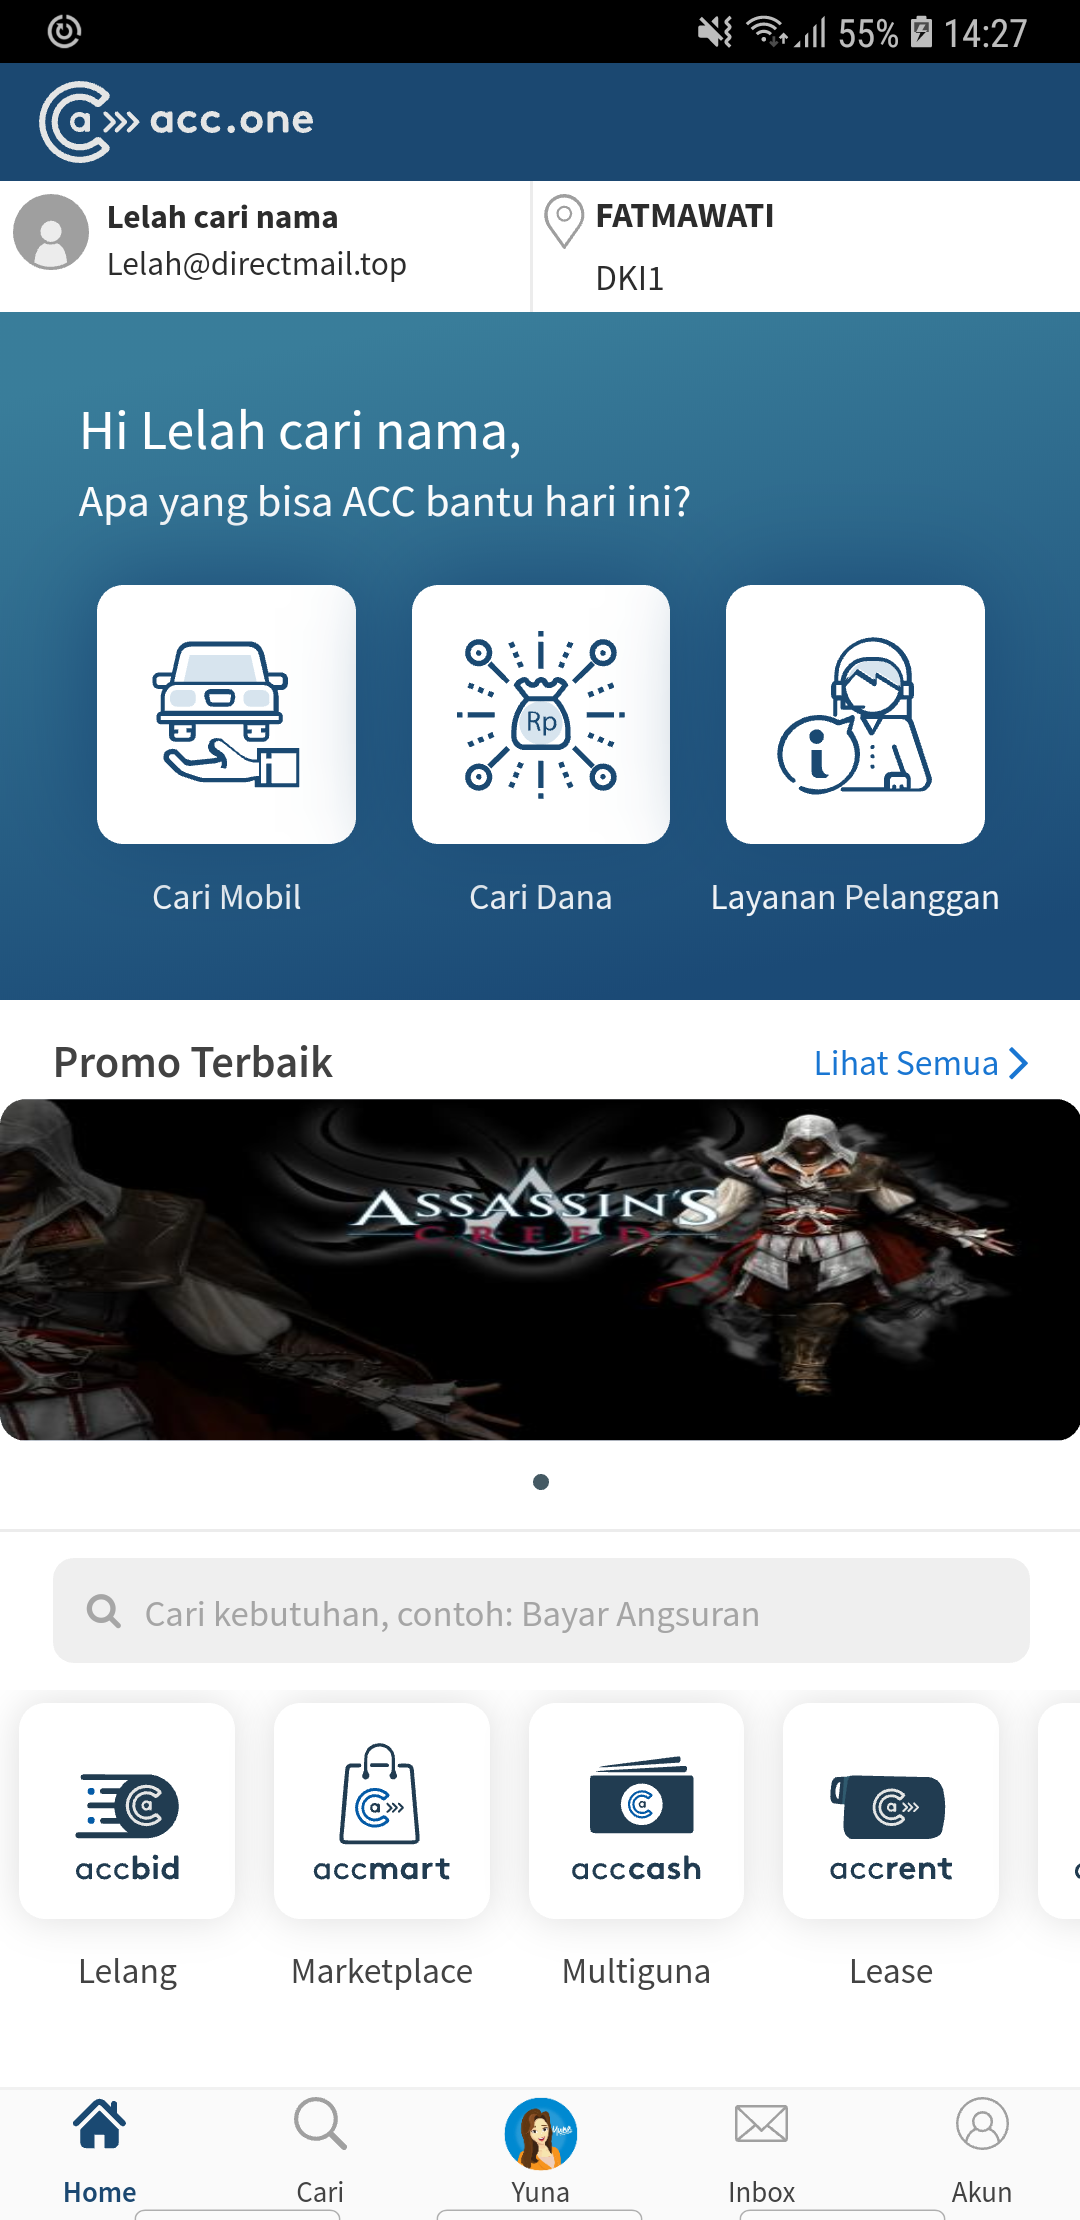 55% 14:27
acc.one
Lelah cari nama
Lelah@directmail.top
FATMAWATI
DKI1
Hi Lelah cari nama,
Apa yang bisa ACC bantu hari ini?
Rp
Cari Mobil
Cari Dana
Layanan Pelanggan
Promo Terbaik
Lihat Semua
ASSASSIN'S
CREED
Cari kebutuhan, contoh: Bayar Angsuran
accbid
accmart
acccash
accrent
Lelang
Marketplace
Multiguna
Lease
Home
Cari
Yuna
Inbox
Akun